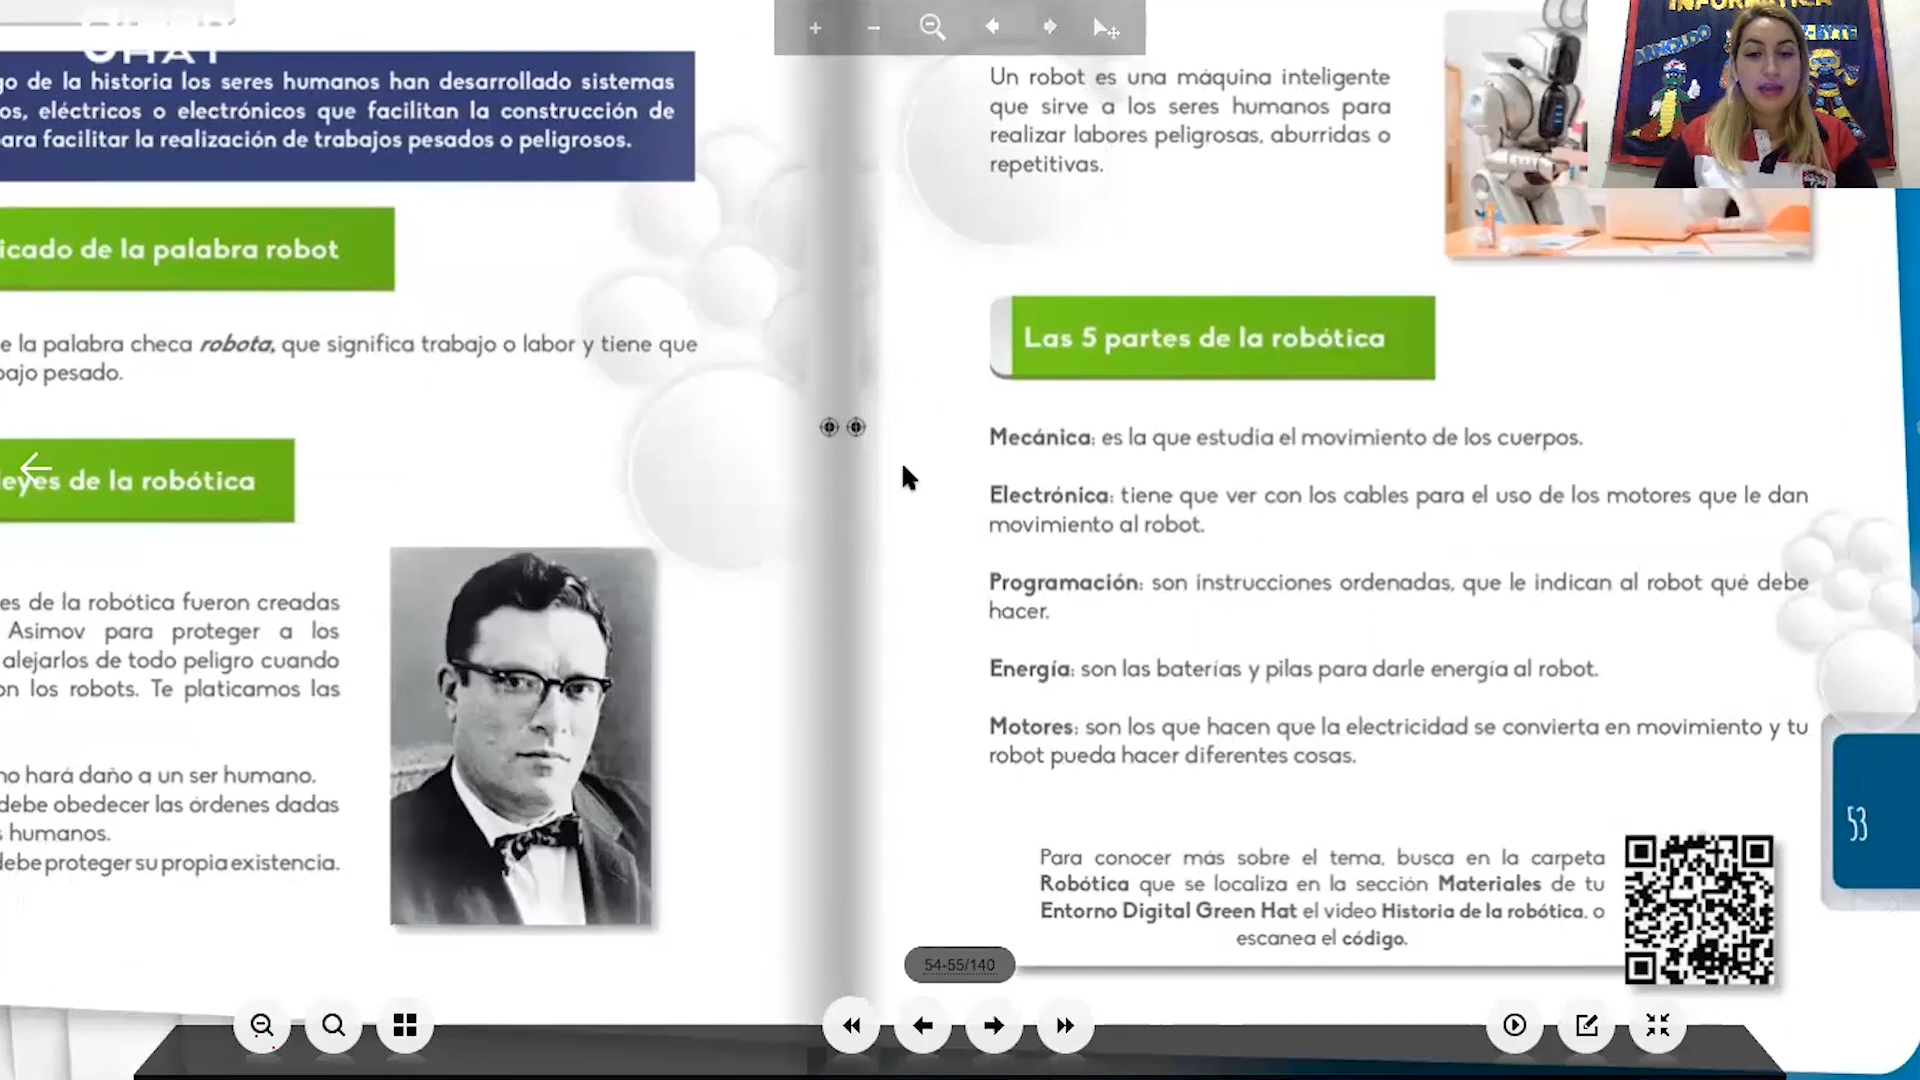 go de la historia los seres humanos han desarrollado sistemas
os, eléctricos o electrónicos que facilitan la construcción de
ara facilitar la realización de trabajos pesados o peligrosos.
icado de la palabra robot
e la palabra checa robota, que significa trabajo o labor y tiene que
bajo pesado.
leyes de la robótica
es de la robótica fueron creadas
Asimov para proteger a los
alejarlos de todo peligro cuando
on los robots. Te platicamos las
no hará daño a un ser humano.
debe obedecer las órdenes dadas
s humanos.
debe proteger su propia existencia.
Un robot es una máquina inteligente
que sirve a los seres humanos para
realizar labores peligrosas, aburridas o
repetitivas.
INFORMÁTICA
ARNOLDO
Las 5 partes de la robótica
Mecánica: es la que estudia el movimiento de los cuerpos.
Electrónica: tiene que ver con los cables para el uso de los motores que le dan
movimiento al robot.
Programación: son instrucciones ordenadas, que le indican al robot qué debe
hacer.
Energía: son las baterías y pilas para darle energía al robot.
Motores: son los que hacen que la electricidad se convierta en movimiento y tu
robot pueda hacer diferentes cosas.
Para conocer más sobre el tema, busca en la carpeta
Robótica que se localiza en la sección Materiales de tu
Entorno Digital Green Hat el video Historia de la robótica, o
escanea el código.
53
54-55/140